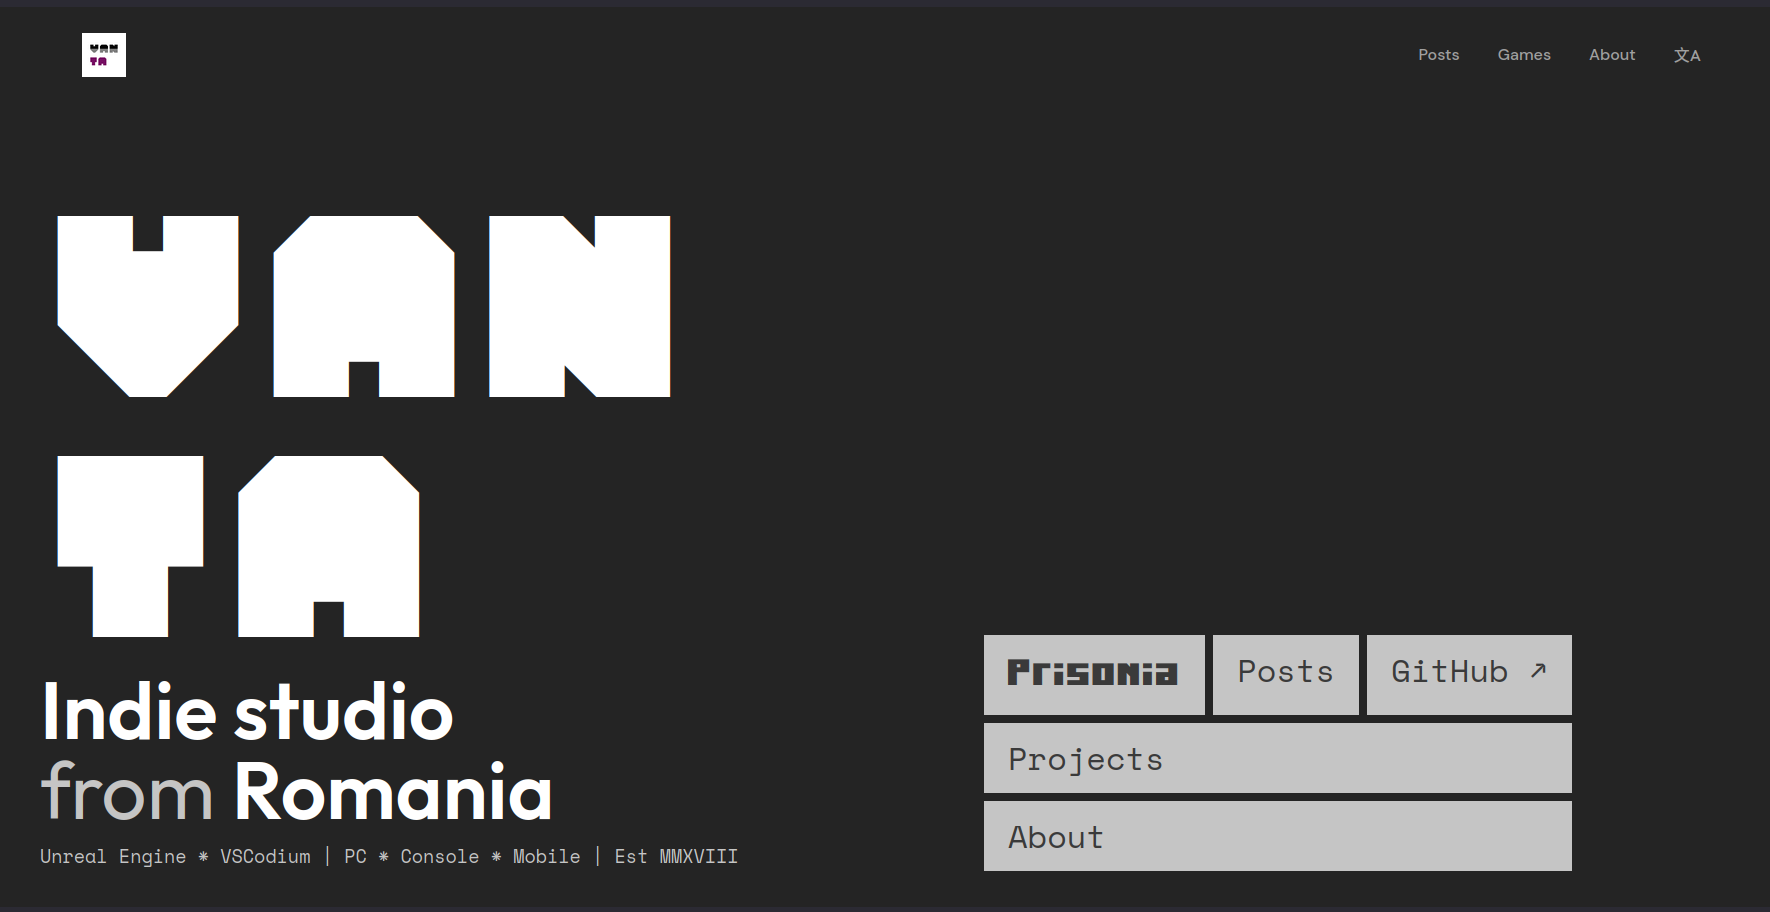 VAN
TA
Posts Games About 文A
VAN
TA
Indie studio
from Romania
Unreal Engine * VSCodium | PC * Console * Mobile | Est MMXVIII
Prisonia Posts GitHub ↗
Projects
About